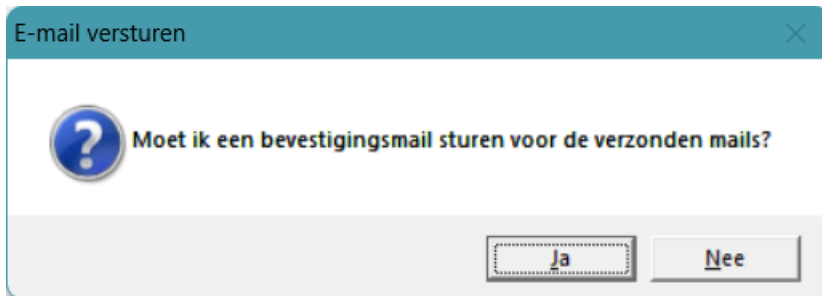 E-mail versturen
Moet ik een bevestigingsmail sturen voor de verzonden mails?
Ja
Nee